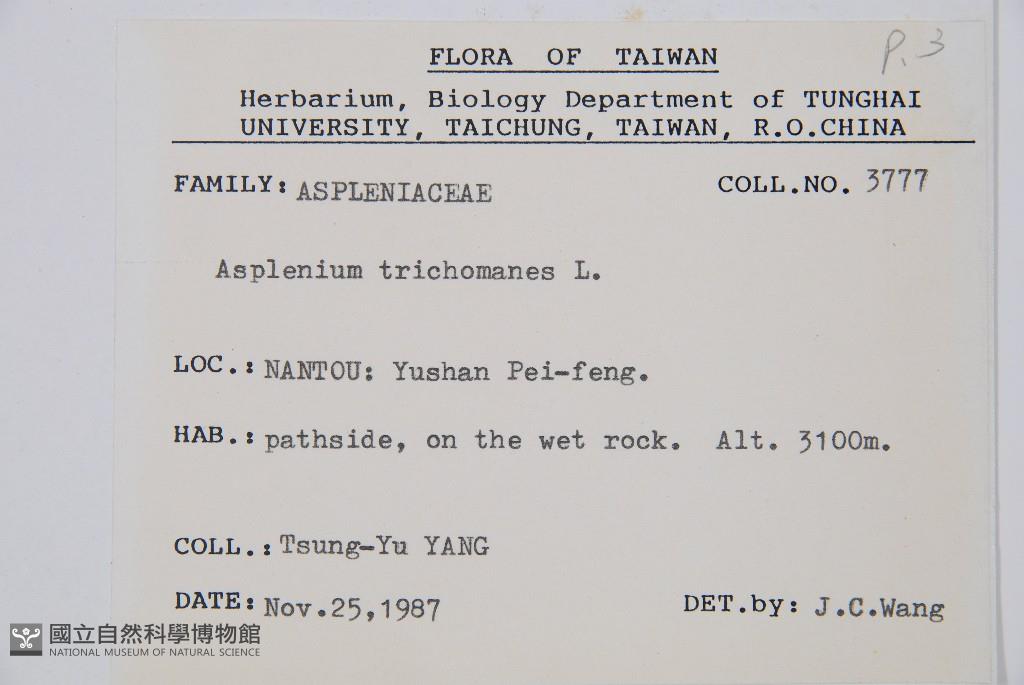 P. 3
FLORA OF TAIWAN
Herbarium, Biology Department of TUNGHAI
UNIVERSITY, TAICHUNG, TAIWAN, R.O.CHINA
FAMILY: ASPLENIACEAE COLL.NO. 3777
Asplenium trichomanes L.
LOC.: NANTOU: Yushan Pei-feng.
HAB.: pathside, on the wet rock. Alt. 3100m.
COLL.: Tsung-Yu YANG
DATE: Nov.25,1987 DET.by: J.C.Wang
國立自然科學博物館
NATIONAL MUSEUM OF NATURAL SCIENCE